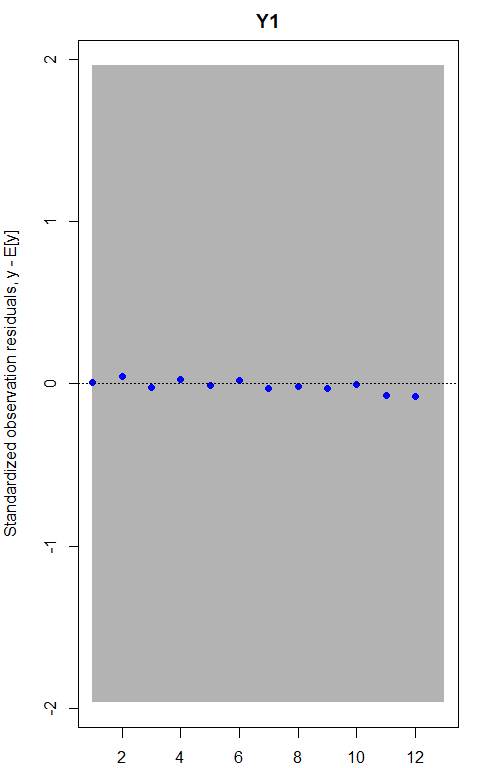 Y1
Standardized observation residuals, y - E[y]
2
1
0
-1
-2
2 4 6 8 10 12